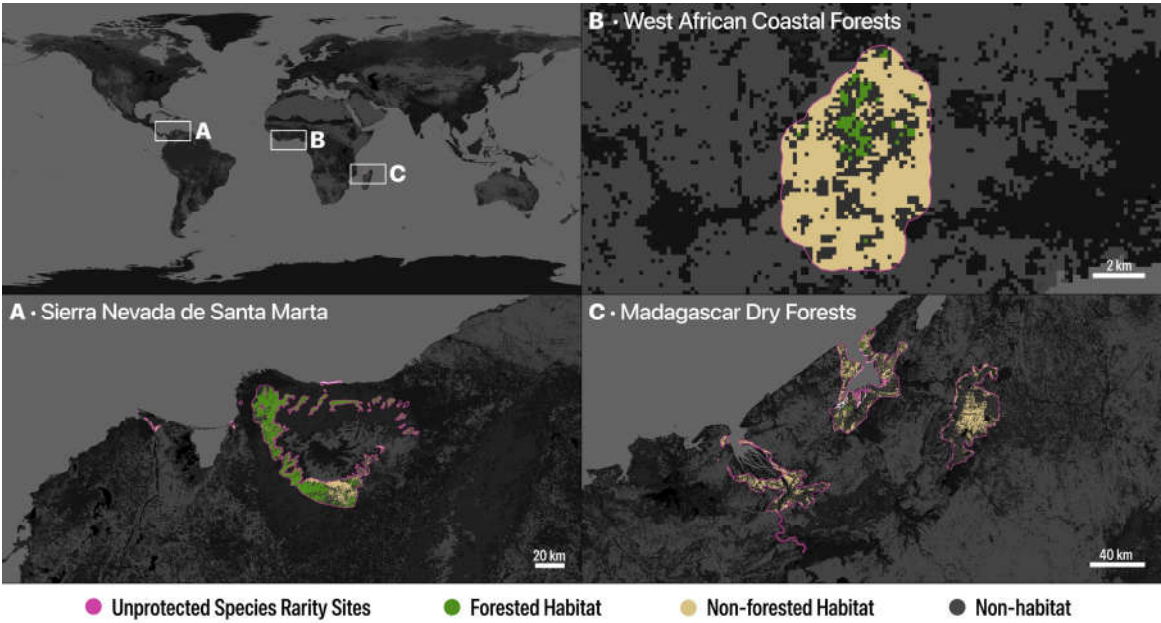 A
B
C
B · West African Coastal Forests
2 km
A · Sierra Nevada de Santa Marta
20 km
C · Madagascar Dry Forests
40 km
Unprotected Species Rarity Sites
Forested Habitat
Non-forested Habitat
Non-habitat